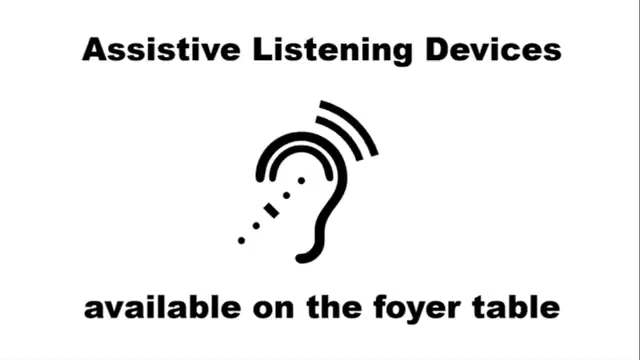 Assistive Listening Devices
available on the foyer table